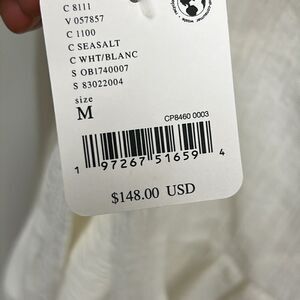 C 8111
V 057857
C 1100
C SEASALT
C WHT/BLANC
S OB1740007
S 83022004
size
M
CP8460 0003
1 97267 51659 4
$148.00 USD